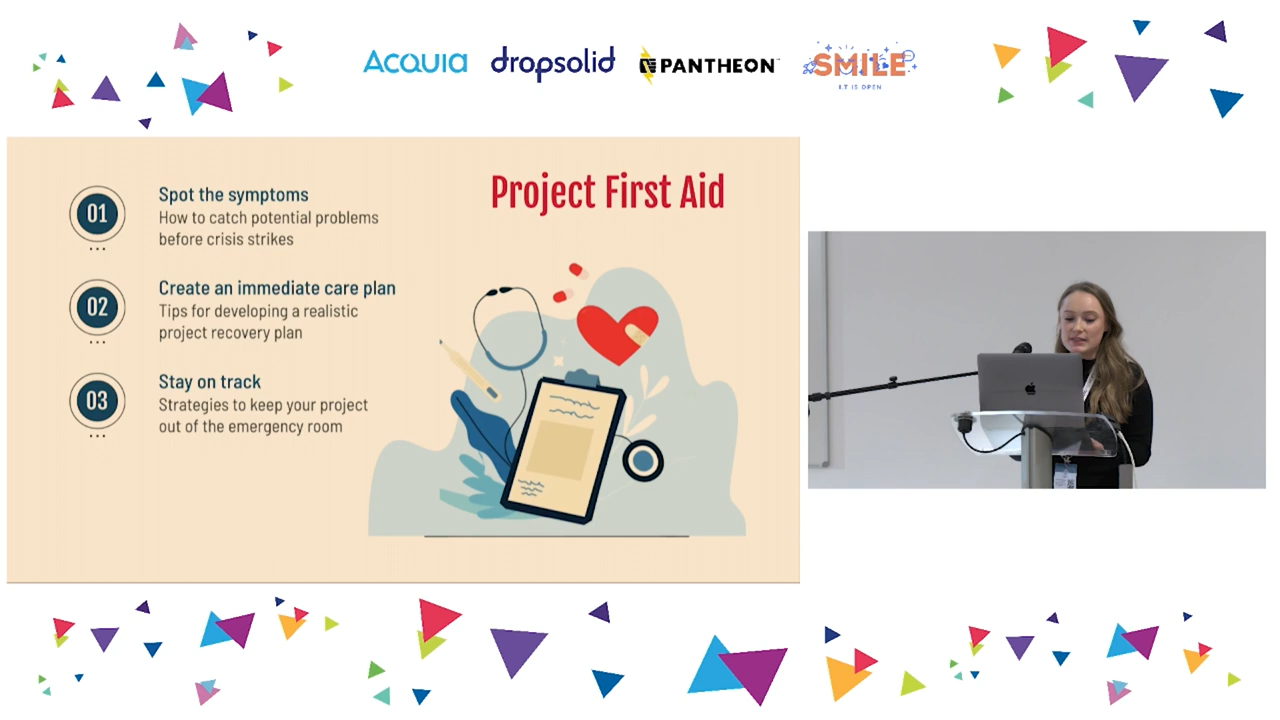 ACQUIA
dropsolid
PANTHEON
SMILE
I.T IS OPEN
Project First Aid
01
Spot the symptoms
How to catch potential problems
before crisis strikes
02
Create an immediate care plan
Tips for developing a realistic
project recovery plan
03
Stay on track
Strategies to keep your project
out of the emergency room